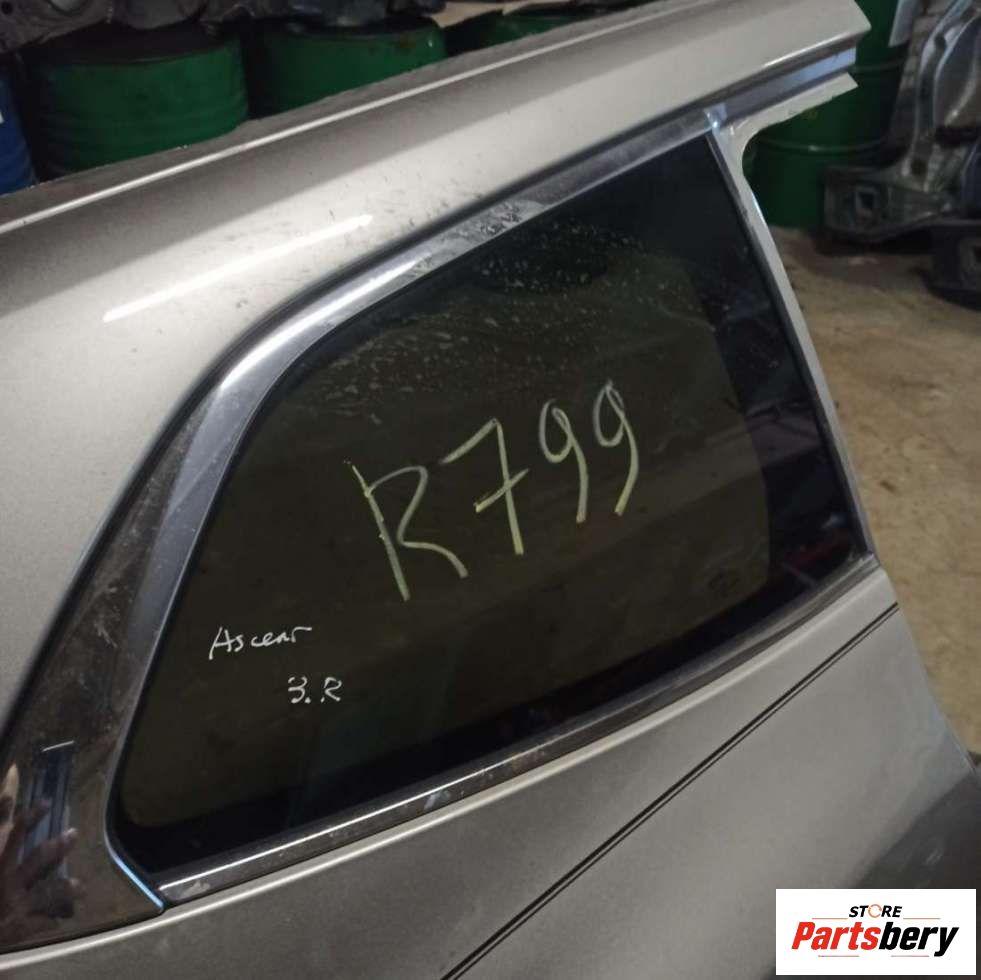 R799
Ascent
3.R
STORE
Partsbery